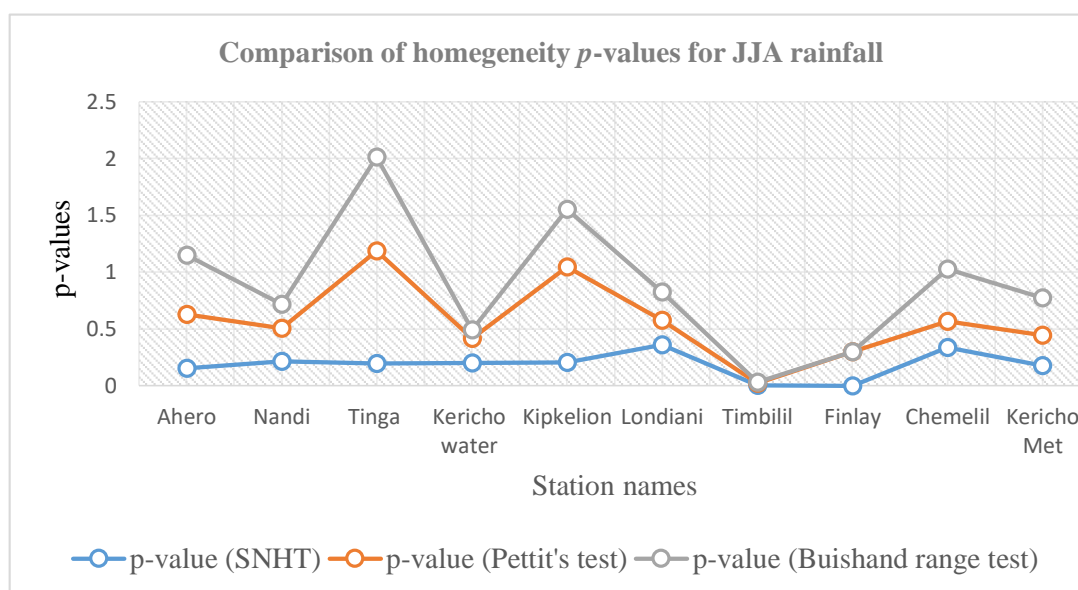 Comparison of homegeneity p-values for JJA rainfall
2.5
2
1.5
1
0.5
0
p-values
Ahero Nandi Tinga Kericho water Kipkelion Londiani Timbilil Finlay Chemelil Kericho Met
Station names
p-value (SNHT) p-value (Pettit's test) p-value (Buishand range test)